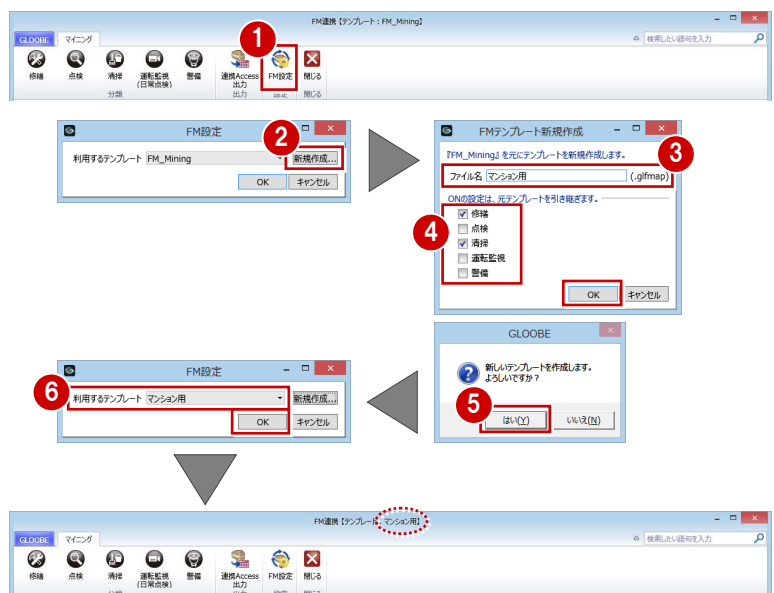 FM連携 【テンプレート : FM_Mining】
GLOOBE マイニング 検索したい語句を入力
1
修繕 点検 清掃 運転監視 (日常点検) 警備 連携Access 出力 FM設定 閉じる
分類 出力 設定 閉じる
FM設定
2
利用するテンプレート FM_Mining 新規作成...
OK キャンセル
FMテンプレート新規作成
『FM_Mining』を元にテンプレートを新規作成します。
3
ファイル名 マンション用 (.glfmap)
ONの設定は、元テンプレートを引き継ぎます。
修繕
点検
4
清掃
運転監視
警備
OK キャンセル
GLOOBE
新しいテンプレートを作成します。
よろしいですか？
5
はい(Y) いいえ(N)
FM設定
6
利用するテンプレート マンション用 新規作成...
OK キャンセル
FM連携 【テンプレート : マンション用】
GLOOBE マイニング 検索したい語句を入力
修繕 点検 清掃 運転監視 (日常点検) 警備 連携Access 出力 FM設定 閉じる